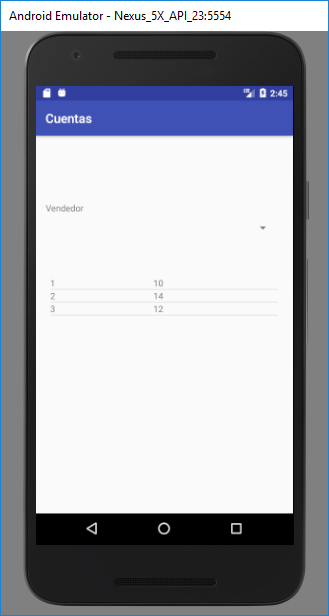 Android Emulator - Nexus_5X_API_23:5554
2:45
Cuentas
Vendedor
1 10
2 14
3 12